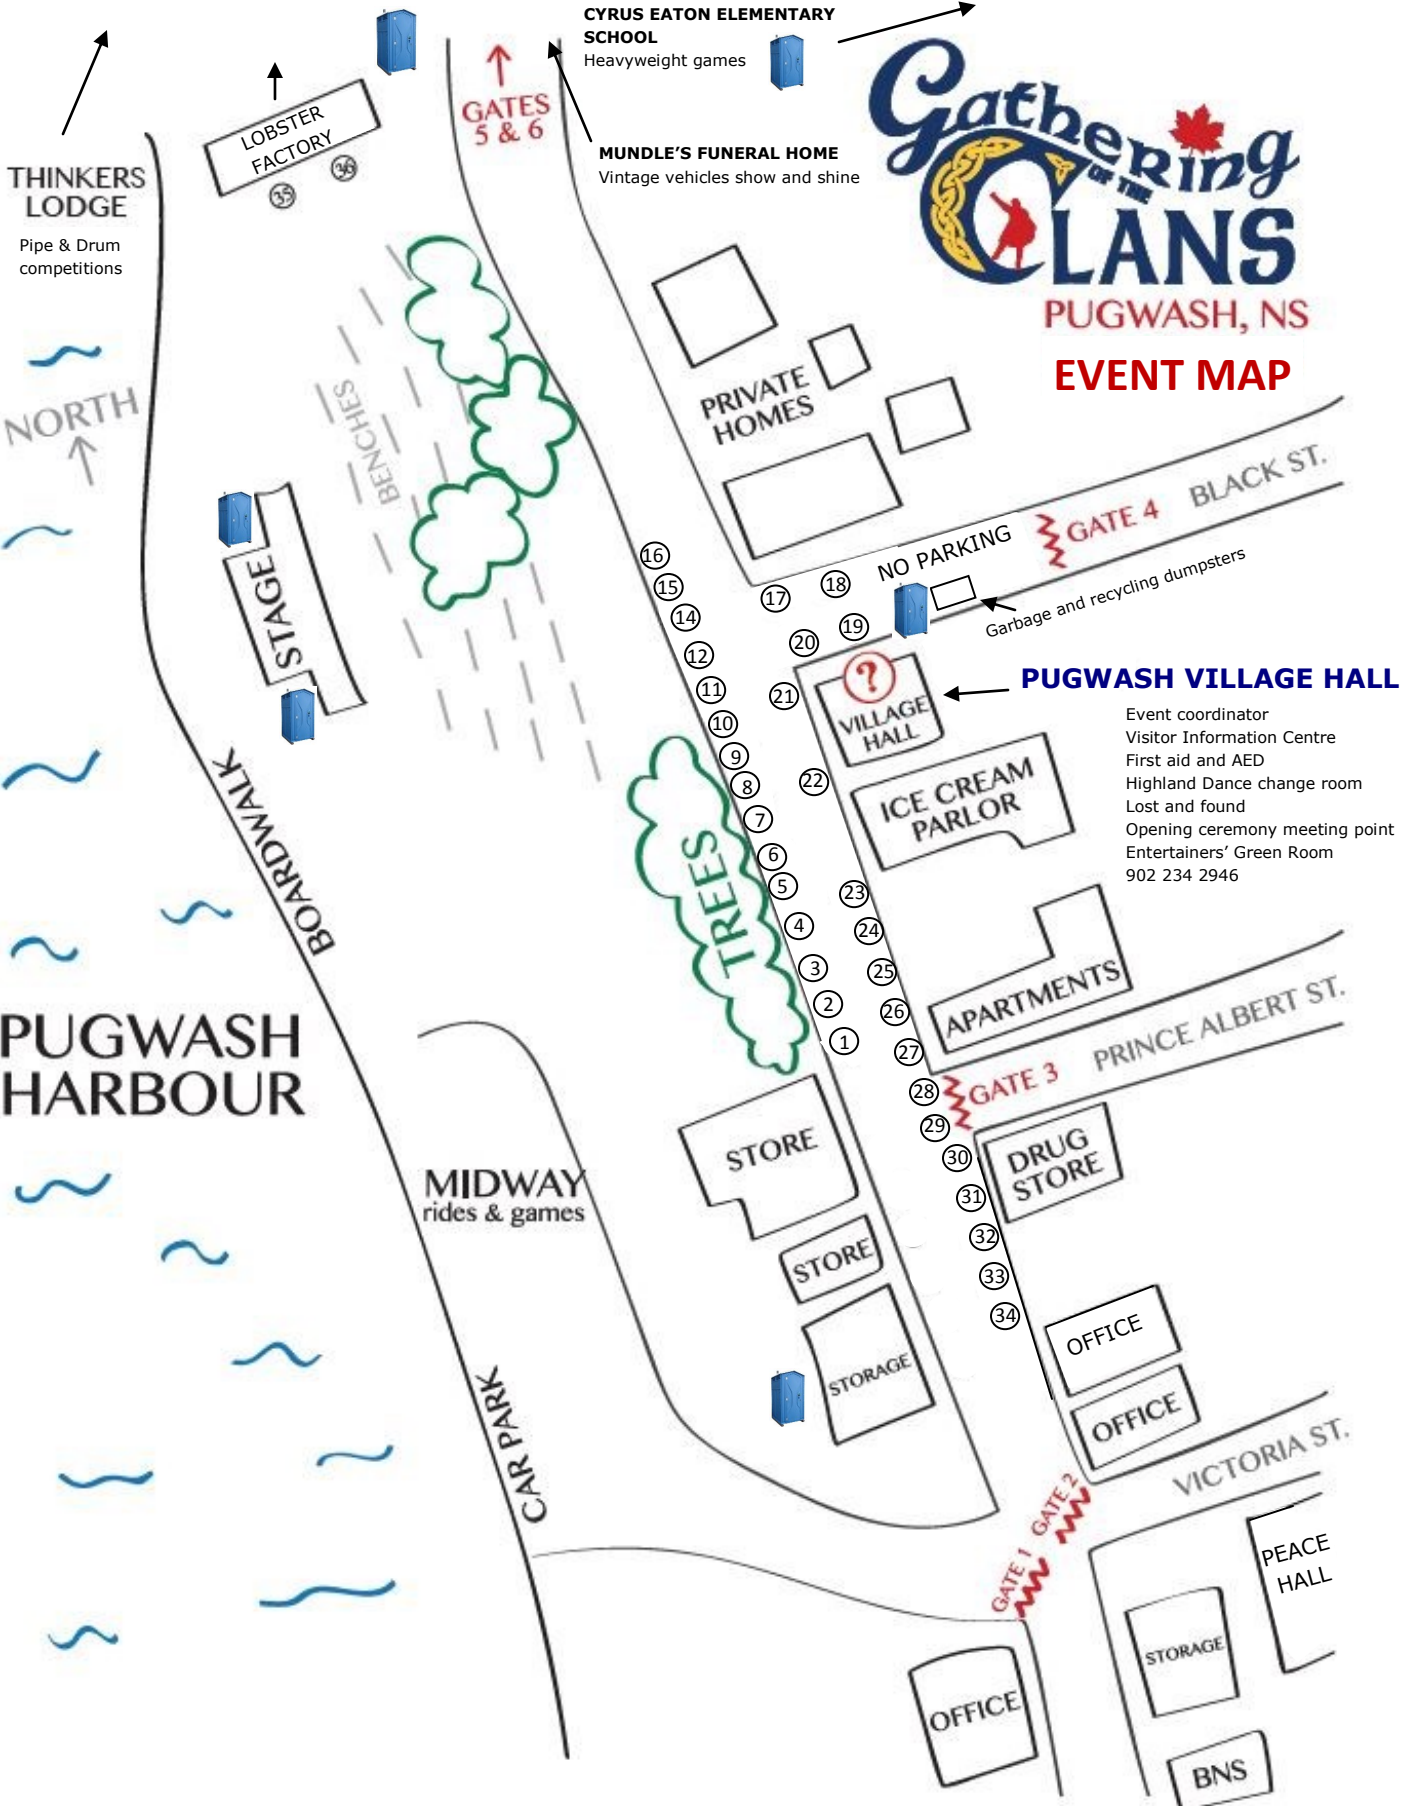 CYRUS EATON ELEMENTARY
SCHOOL
Heavyweight games
Gathering
OF THE
CLANS
PUGWASH, NS
EVENT MAP
GATES
5 & 6
MUNDLE’S FUNERAL HOME
Vintage vehicles show and shine
LOBSTER
FACTORY
35
36
THINKERS
LODGE
Pipe & Drum
competitions
NORTH
BENCHES
PRIVATE
HOMES
BLACK ST.
GATE 4
NO PARKING
Garbage and recycling dumpsters
STAGE
16
15
14
12
11
10
9
8
7
6
5
4
3
2
1
17
18
19
20
21
22
23
24
25
26
27
28
29
30
31
32
33
34
?
VILLAGE
HALL
PUGWASH VILLAGE HALL
Event coordinator
Visitor Information Centre
First aid and AED
Highland Dance change room
Lost and found
Opening ceremony meeting point
Entertainers’ Green Room
902 234 2946
ICE CREAM
PARLOR
BOARDWALK
TREES
APARTMENTS
PRINCE ALBERT ST.
GATE 3
PUGWASH
HARBOUR
STORE
DRUG
STORE
MIDWAY
rides & games
STORE
STORAGE
OFFICE
OFFICE
CAR PARK
VICTORIA ST.
GATE 2
GATE 1
PEACE
HALL
STORAGE
OFFICE
BNS